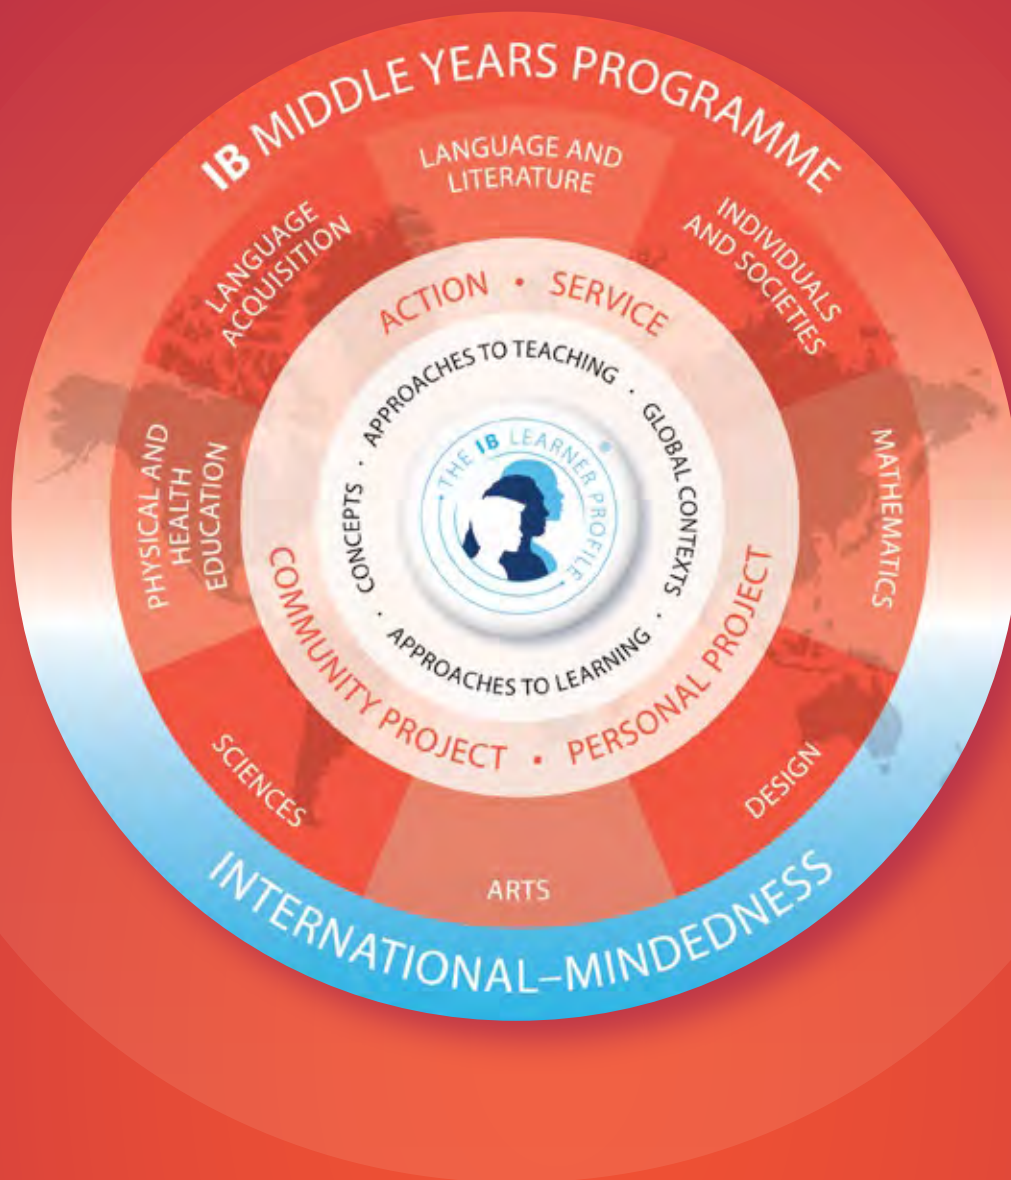 IB MIDDLE YEARS PROGRAMME
LANGUAGE AND
LITERATURE
INDIVIDUALS
AND SOCIETIES
MATHEMATICS
DESIGN
ARTS
SCIENCES
PHYSICAL AND
HEALTH
EDUCATION
LANGUAGE
ACQUISITION
ACTION • SERVICE
PERSONAL PROJECT
COMMUNITY PROJECT •
APPROACHES TO TEACHING •
GLOBAL CONTEXTS •
APPROACHES TO LEARNING •
CONCEPTS •
• THE IB LEARNER PROFILE •
®
INTERNATIONAL–MINDEDNESS